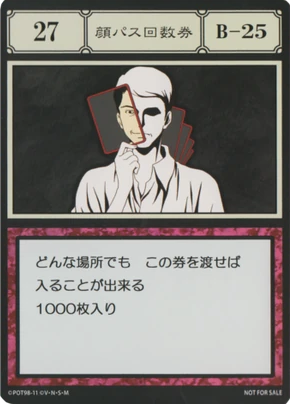 27
顔パス回数券
B-25
どんな場所でも この券を渡せば
入ることが出来る
1000枚入り
©POT98-11 ©V・N・S・M
NOT FOR SALE